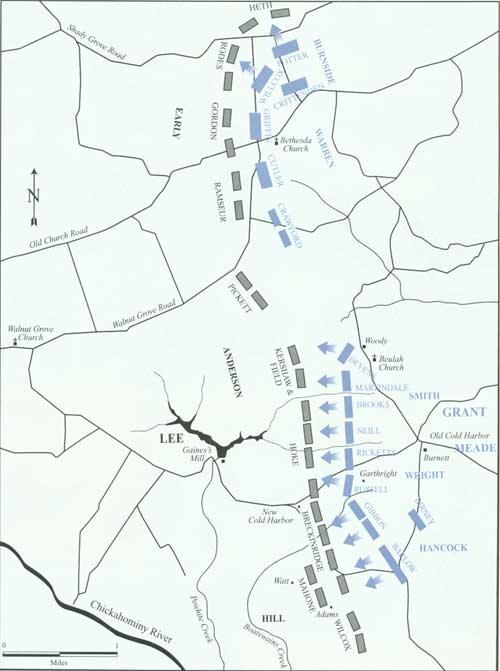 HETH
Shady Grove Road
RODES
POTTER
BURNSIDE
WILLCOX
CRITTENDEN
EARLY
GORDON
GRIFFIN
WARREN
Bethesda
Church
CUTLER
N
RAMSEUR
CRAWFORD
Old Church Road
PICKETT
Walnut Grove Road
Walnut Grove
Church
Woody
DEVENS
Beulah
Church
ANDERSON
KERSHAW &
FIELD
MARTINDALE
SMITH
BROOKS
GRANT
LEE
NEILL
Old Cold Harbor
HOKE
MEADE
Gaines's
Mill
RICKETTS
Burnett
Garthright
WRIGHT
RUSSELL
New
Cold Harbor
GIBBON
BIRNEY
BRECKINRIDGE
BARLOW
HANCOCK
Watt
MAHONE
Chickahominy River
Powhite Creek
Boatswains Creek
HILL
Adams
WILCOX
0
1
Miles